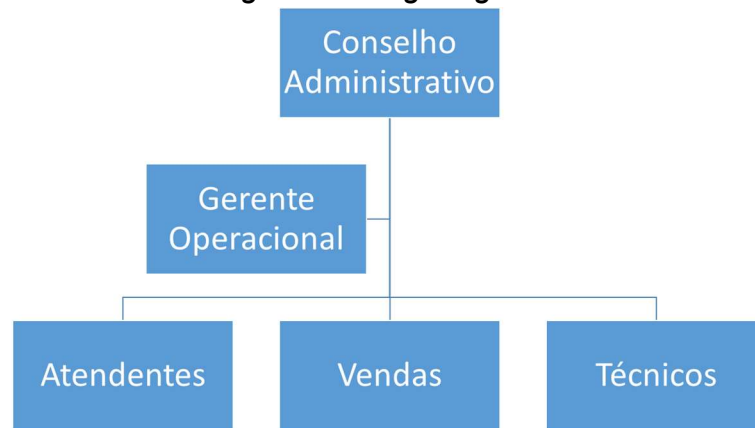 Conselho
Administrativo
Gerente
Operacional
Atendentes
Vendas
Técnicos